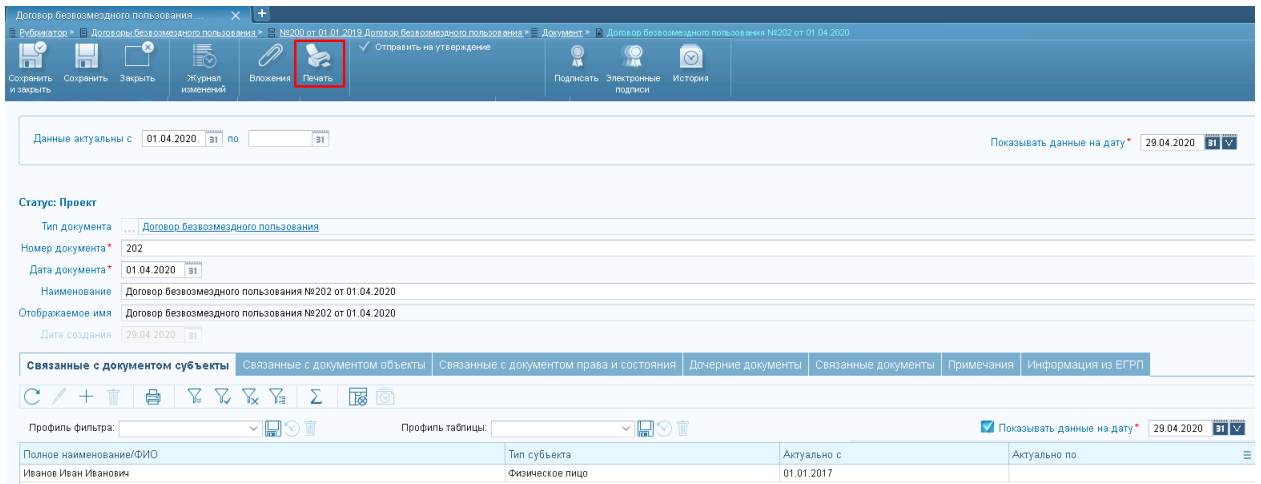 Договор безвозмездного пользования ... × +
Рубрикатор > Договоры безвозмездного пользования > №200 от 01.01.2019 Договор безвозмездного пользования > Документ > Договор безвозмездного пользования №202 от 01.04.2020
Сохранить и закрыть
Сохранить
Закрыть
Журнал изменений
Вложения
Печать
Отправить на утверждение
Подписать
Электронные подписи
История
Данные актуальны с 01.04.2020 31 по 31
Показывать данные на дату* 29.04.2020 31
Статус: Проект
Тип документа ... Договор безвозмездного пользования
Номер документа* 202
Дата документа* 01.04.2020 31
Наименование Договор безвозмездного пользования №202 от 01.04.2020
Отображаемое имя Договор безвозмездного пользования №202 от 01.04.2020
Дата создания 29.04.2020 31
Связанные с документом субъекты Связанные с документом объекты Связанные с документом права и состояния Дочерние документы Связанные документы Примечания Информация из ЕГРП
Профиль фильтра: Профиль таблицы: Показывать данные на дату* 29.04.2020 31
Полное наименование/ФИО Тип субъекта Актуально с Актуально по
Иванов Иван Иванович Физическое лицо 01.01.2017